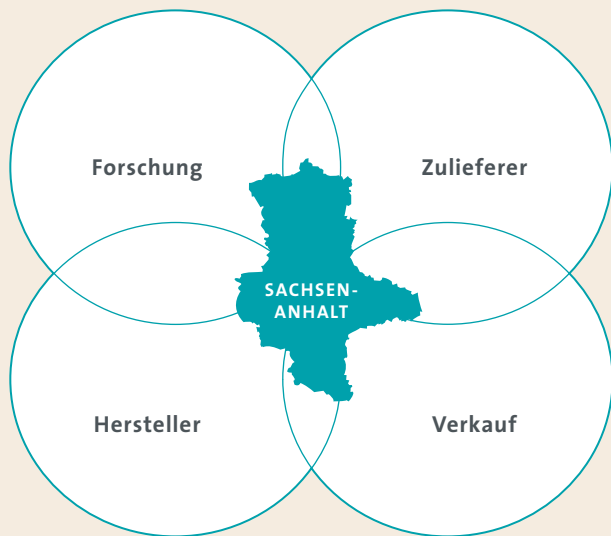 Forschung
Zulieferer
SACHSEN-
ANHALT
Hersteller
Verkauf